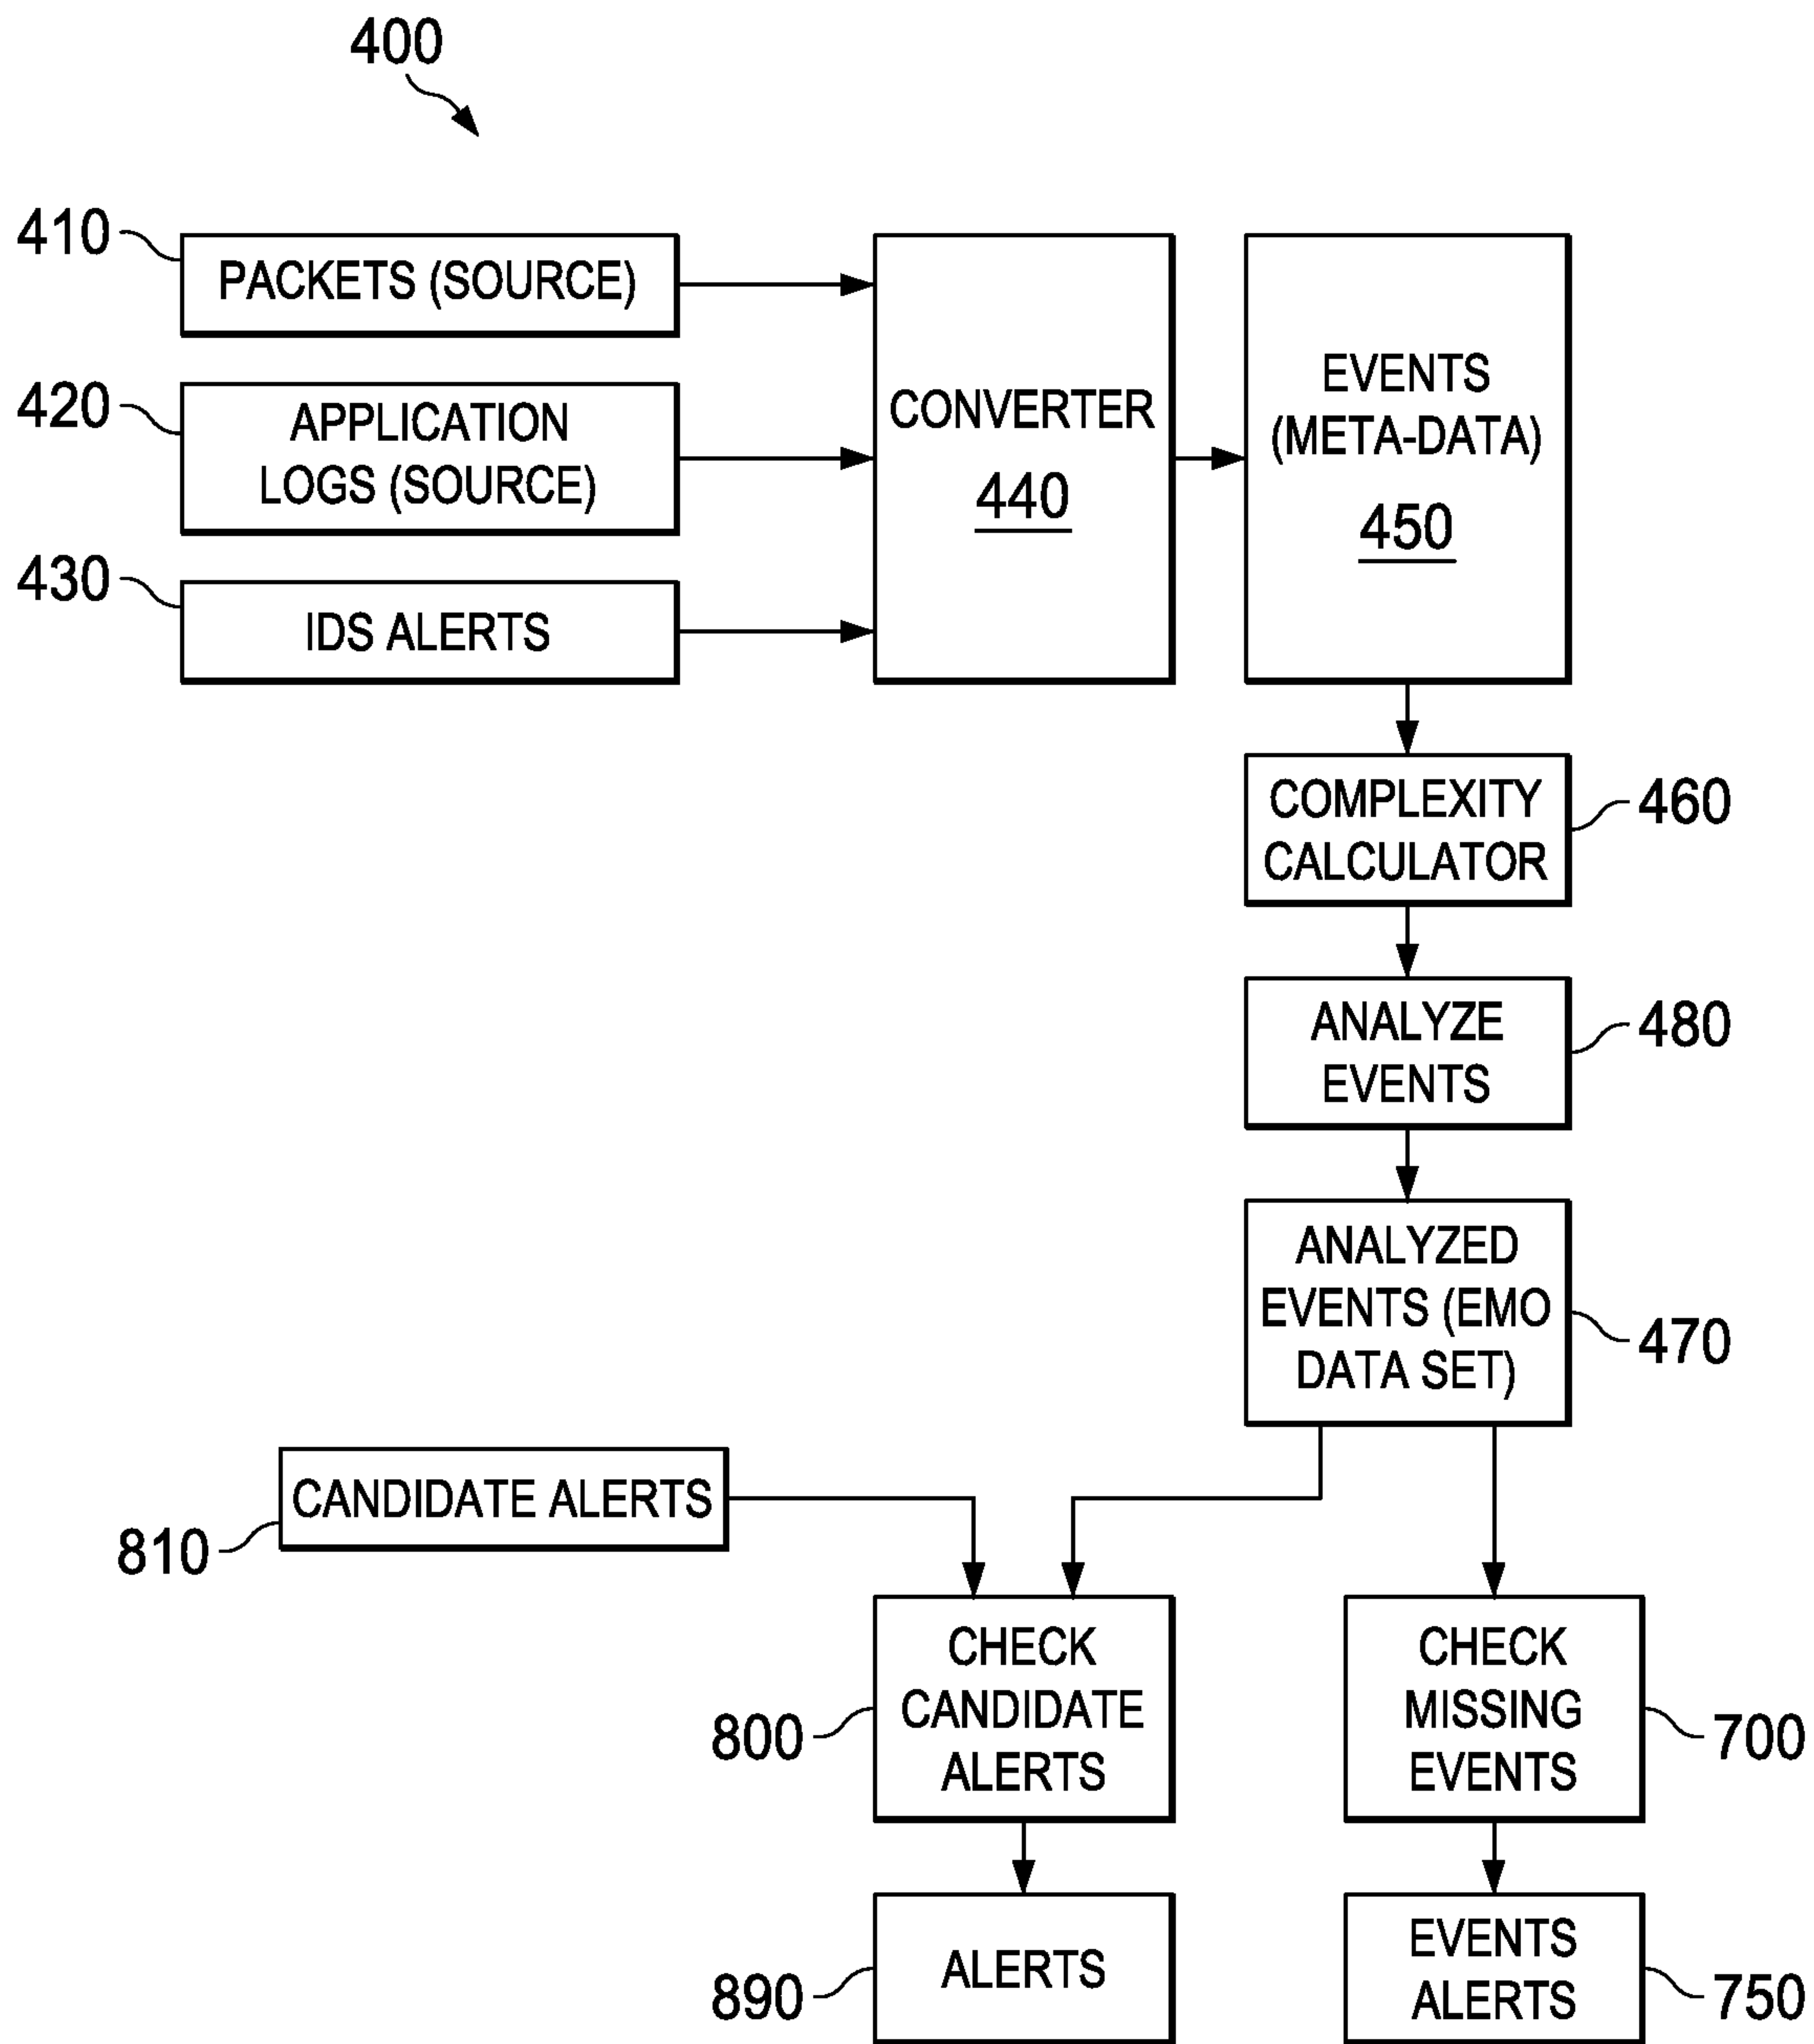 400
410
PACKETS (SOURCE)
420
APPLICATION
LOGS (SOURCE)
430
IDS ALERTS
CONVERTER
440
EVENTS
(META-DATA)
450
COMPLEXITY
CALCULATOR
460
ANALYZE
EVENTS
480
ANALYZED
EVENTS (EMO
DATA SET)
470
CANDIDATE ALERTS
810
CHECK
CANDIDATE
ALERTS
800
CHECK
MISSING
EVENTS
700
ALERTS
890
EVENTS
ALERTS
750